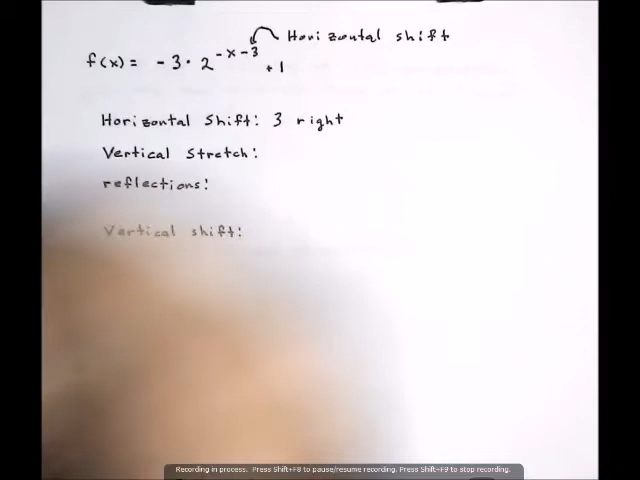 Horizontal shift
f(x) = -3 · 2^-x-3 +1
Horizontal Shift: 3 right
Vertical Stretch:
reflections:
Vertical shift:
Recording in process. Press Shift+F8 to pause/resume recording. Press Shift+F9 to stop recording.